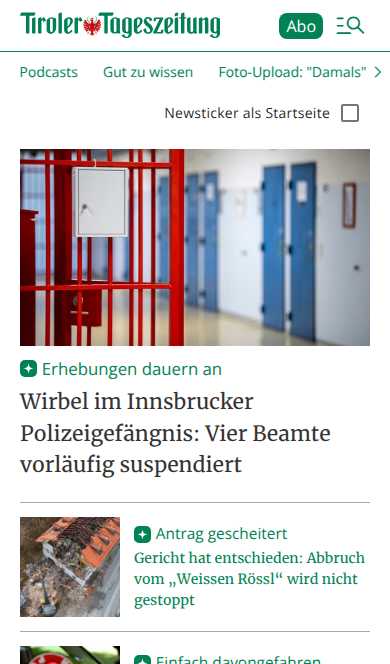 Tiroler Tageszeitung
Abo
Podcasts Gut zu wissen Foto-Upload: "Damals"
Newsticker als Startseite
Erhebungen dauern an
Wirbel im Innsbrucker
Polizeigefängnis: Vier Beamte
vorläufig suspendiert
Antrag gescheitert
Gericht hat entschieden: Abbruch
vom „Weissen Rössl“ wird nicht
gestoppt
Einfach davongefahren